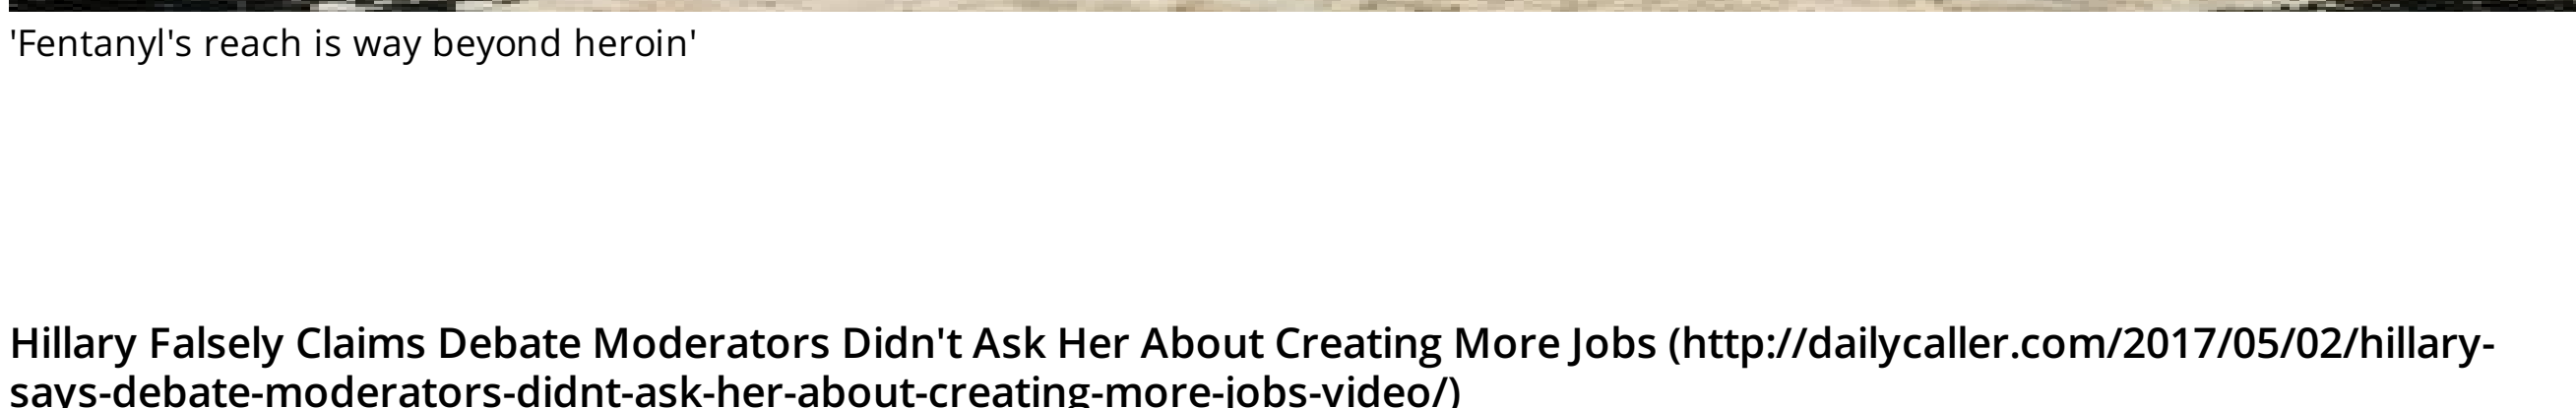 'Fentanyl's reach is way beyond heroin'
Hillary Falsely Claims Debate Moderators Didn't Ask Her About Creating More Jobs (http://dailycaller.com/2017/05/02/hillary-
says-debate-moderators-didnt-ask-her-about-creating-more-jobs-video/)